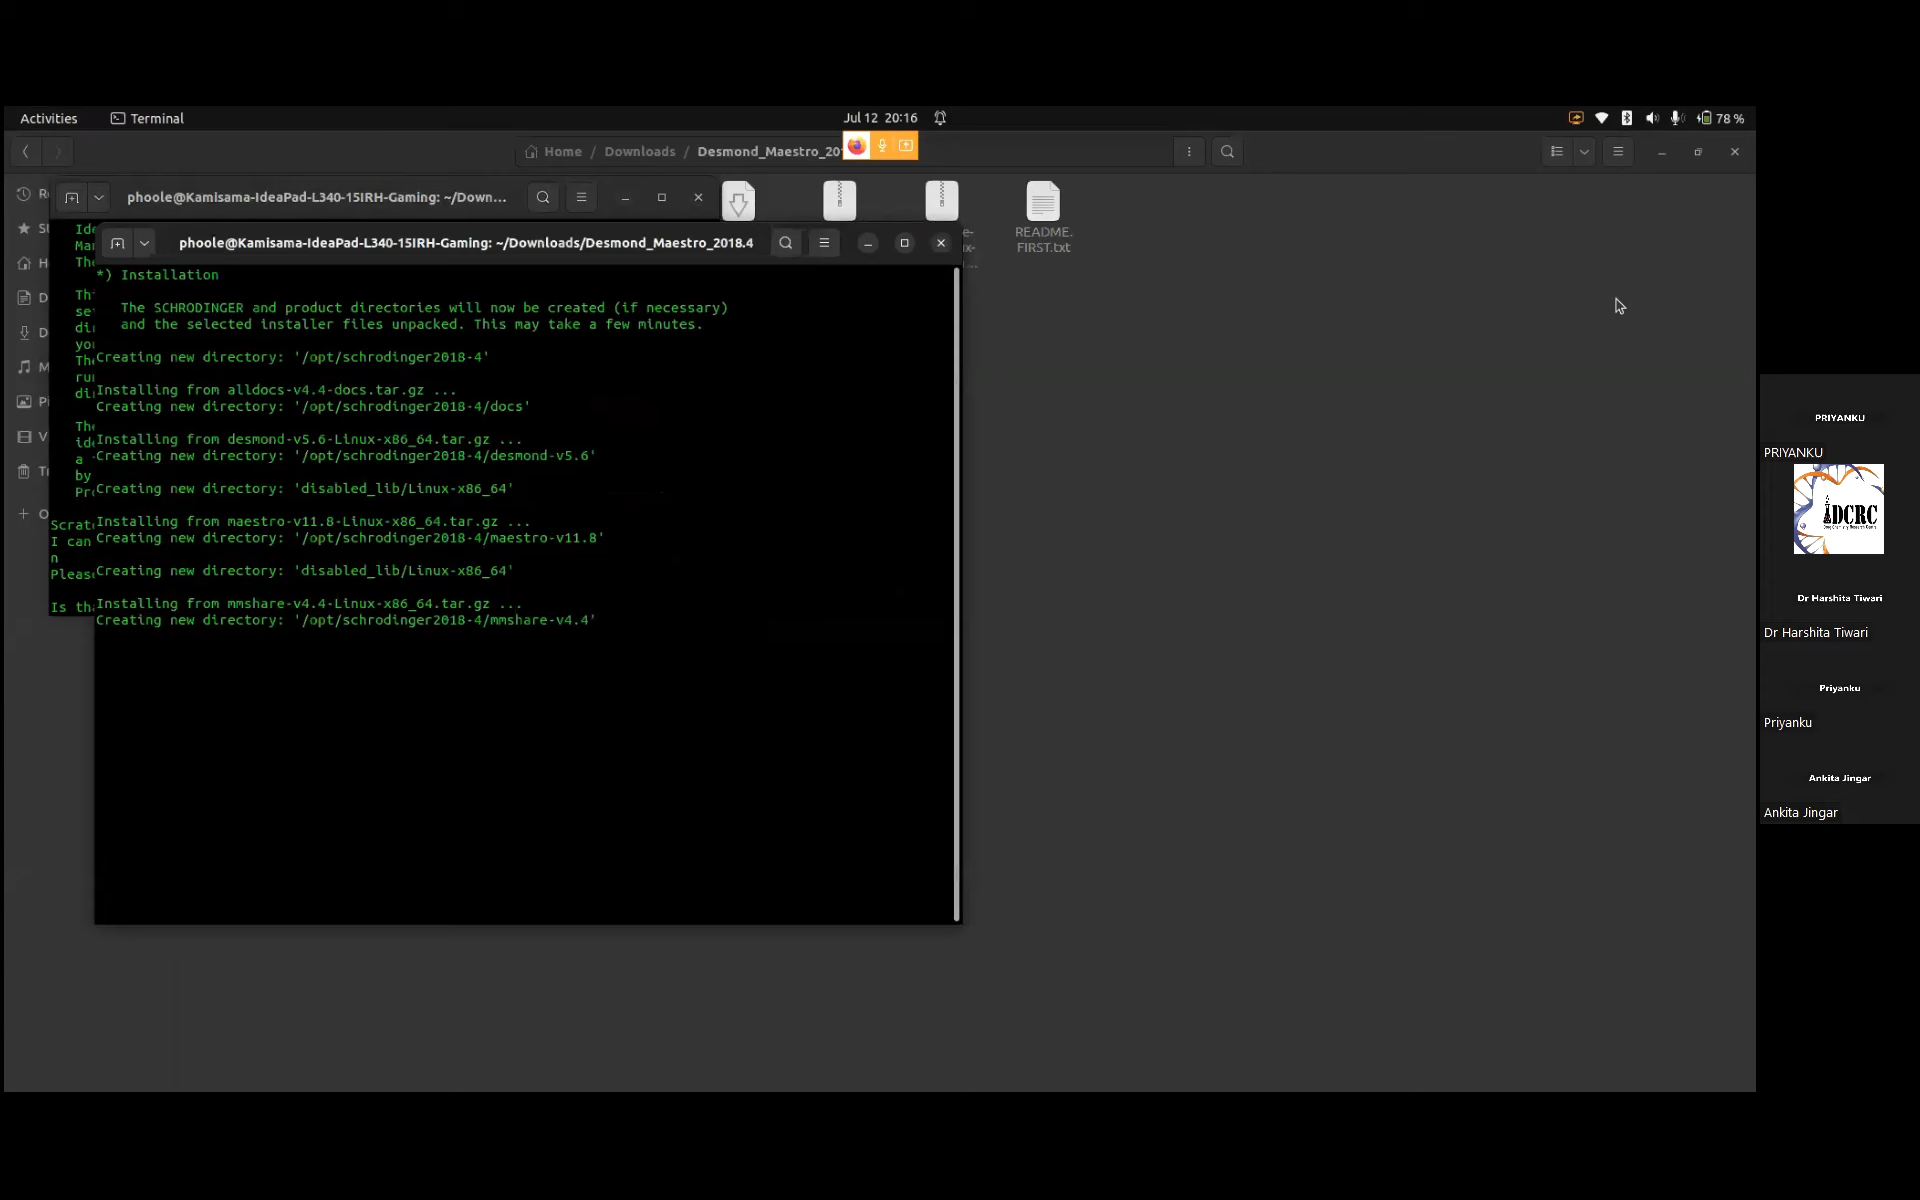 Activities
Terminal
Jul 12 20:16
78 %
Home / Downloads / Desmond_Maestro_20
phoole@Kamisama-IdeaPad-L340-15IRH-Gaming: ~/Down...
README.
FIRST.txt
phoole@Kamisama-IdeaPad-L340-15IRH-Gaming: ~/Downloads/Desmond_Maestro_2018.4
*) Installation
The SCHRODINGER and product directories will now be created (if necessary)
and the selected installer files unpacked. This may take a few minutes.
Creating new directory: '/opt/schrodinger2018-4'
Installing from alldocs-v4.4-docs.tar.gz ...
Creating new directory: '/opt/schrodinger2018-4/docs'
Installing from desmond-v5.6-Linux-x86_64.tar.gz ...
Creating new directory: '/opt/schrodinger2018-4/desmond-v5.6'
Creating new directory: 'disabled_lib/Linux-x86_64'
Installing from maestro-v11.8-Linux-x86_64.tar.gz ...
Creating new directory: '/opt/schrodinger2018-4/maestro-v11.8'
Creating new directory: 'disabled_lib/Linux-x86_64'
Installing from mmshare-v4.4-Linux-x86_64.tar.gz ...
Creating new directory: '/opt/schrodinger2018-4/mmshare-v4.4'
I can
n
PRIYANKU
PRIYANKU
DCRC
Dr Harshita Tiwari
Dr Harshita Tiwari
Priyanku
Priyanku
Ankita Jingar
Ankita Jingar